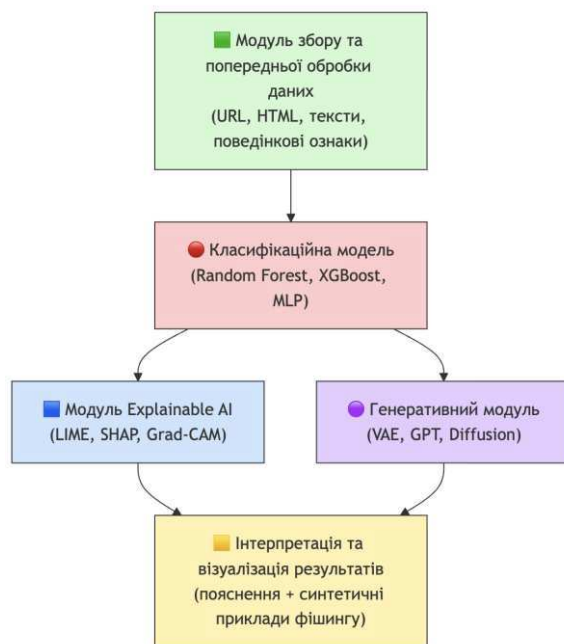 Модуль збору та
попередньої обробки
даних
(URL, HTML, тексти,
поведінкові ознаки)
Класифікаційна модель
(Random Forest, XGBoost,
MLP)
Модуль Explainable AI
(LIME, SHAP, Grad-CAM)
Генеративний модуль
(VAE, GPT, Diffusion)
Інтерпретація та
візуалізація результатів
(пояснення + синтетичні
приклади фішингу)